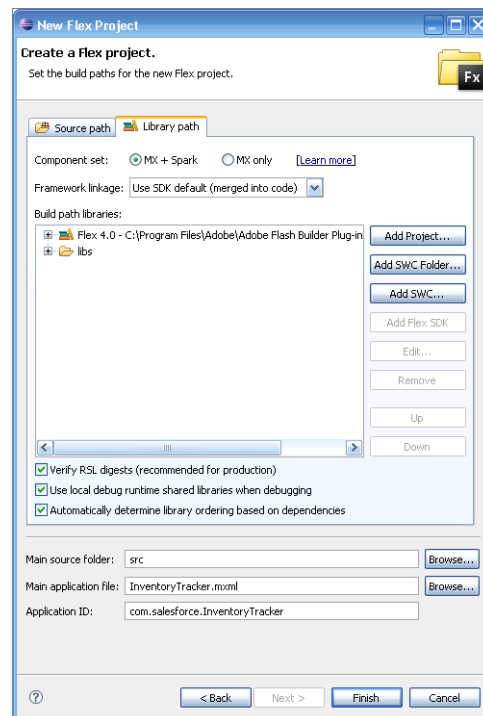 New Flex Project
Create a Flex project.
Set the build paths for the new Flex project.
Fx
Source path
Library path
Component set: MX + Spark MX only [Learn more]
Framework linkage: Use SDK default (merged into code)
Build path libraries:
Flex 4.0 - C:\Program Files\Adobe\Adobe Flash Builder Plug-in
libs
Add Project...
Add SWC Folder...
Add SWC...
Add Flex SDK
Edit...
Remove
Up
Down
Verify RSL digests (recommended for production)
Use local debug runtime shared libraries when debugging
Automatically determine library ordering based on dependencies
Main source folder: src Browse...
Main application file: InventoryTracker.mxml Browse...
Application ID: com.salesforce.InventoryTracker
? < Back Next > Finish Cancel